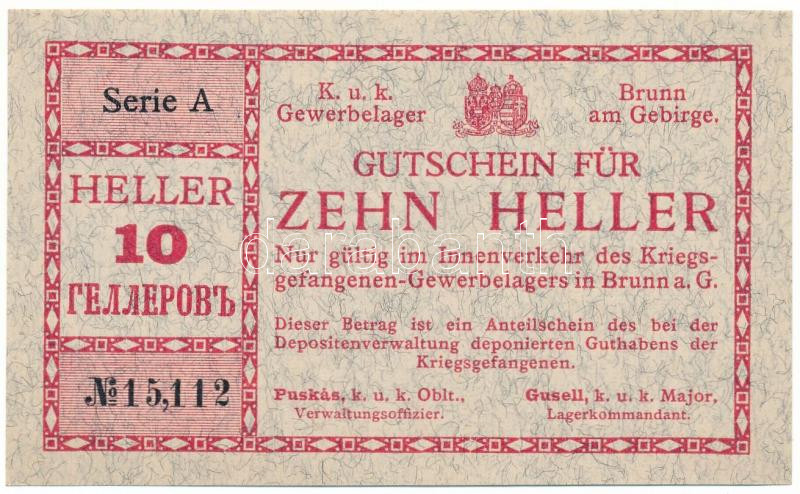 Serie A
HELLER
10
ГЕЛЛЕРОВЪ
№15,112
K. u. k.
Gewerbelager
Brunn
am Gebirge.
GUTSCHEIN FÜR
ZEHN HELLER
Nur gültig im Innenverkehr des Kriegs-
gefangenen-Gewerbelagers in Brunn a. G.
Dieser Betrag ist ein Anteilschein des bei der
Depositenverwaltung deponierten Guthabens der
Kriegsgefangenen.
Puskás, k. u. k. Oblt.,
Verwaltungsoffizier.
Gusell, k. u. k. Major,
Lagerkommandant.
darabanth